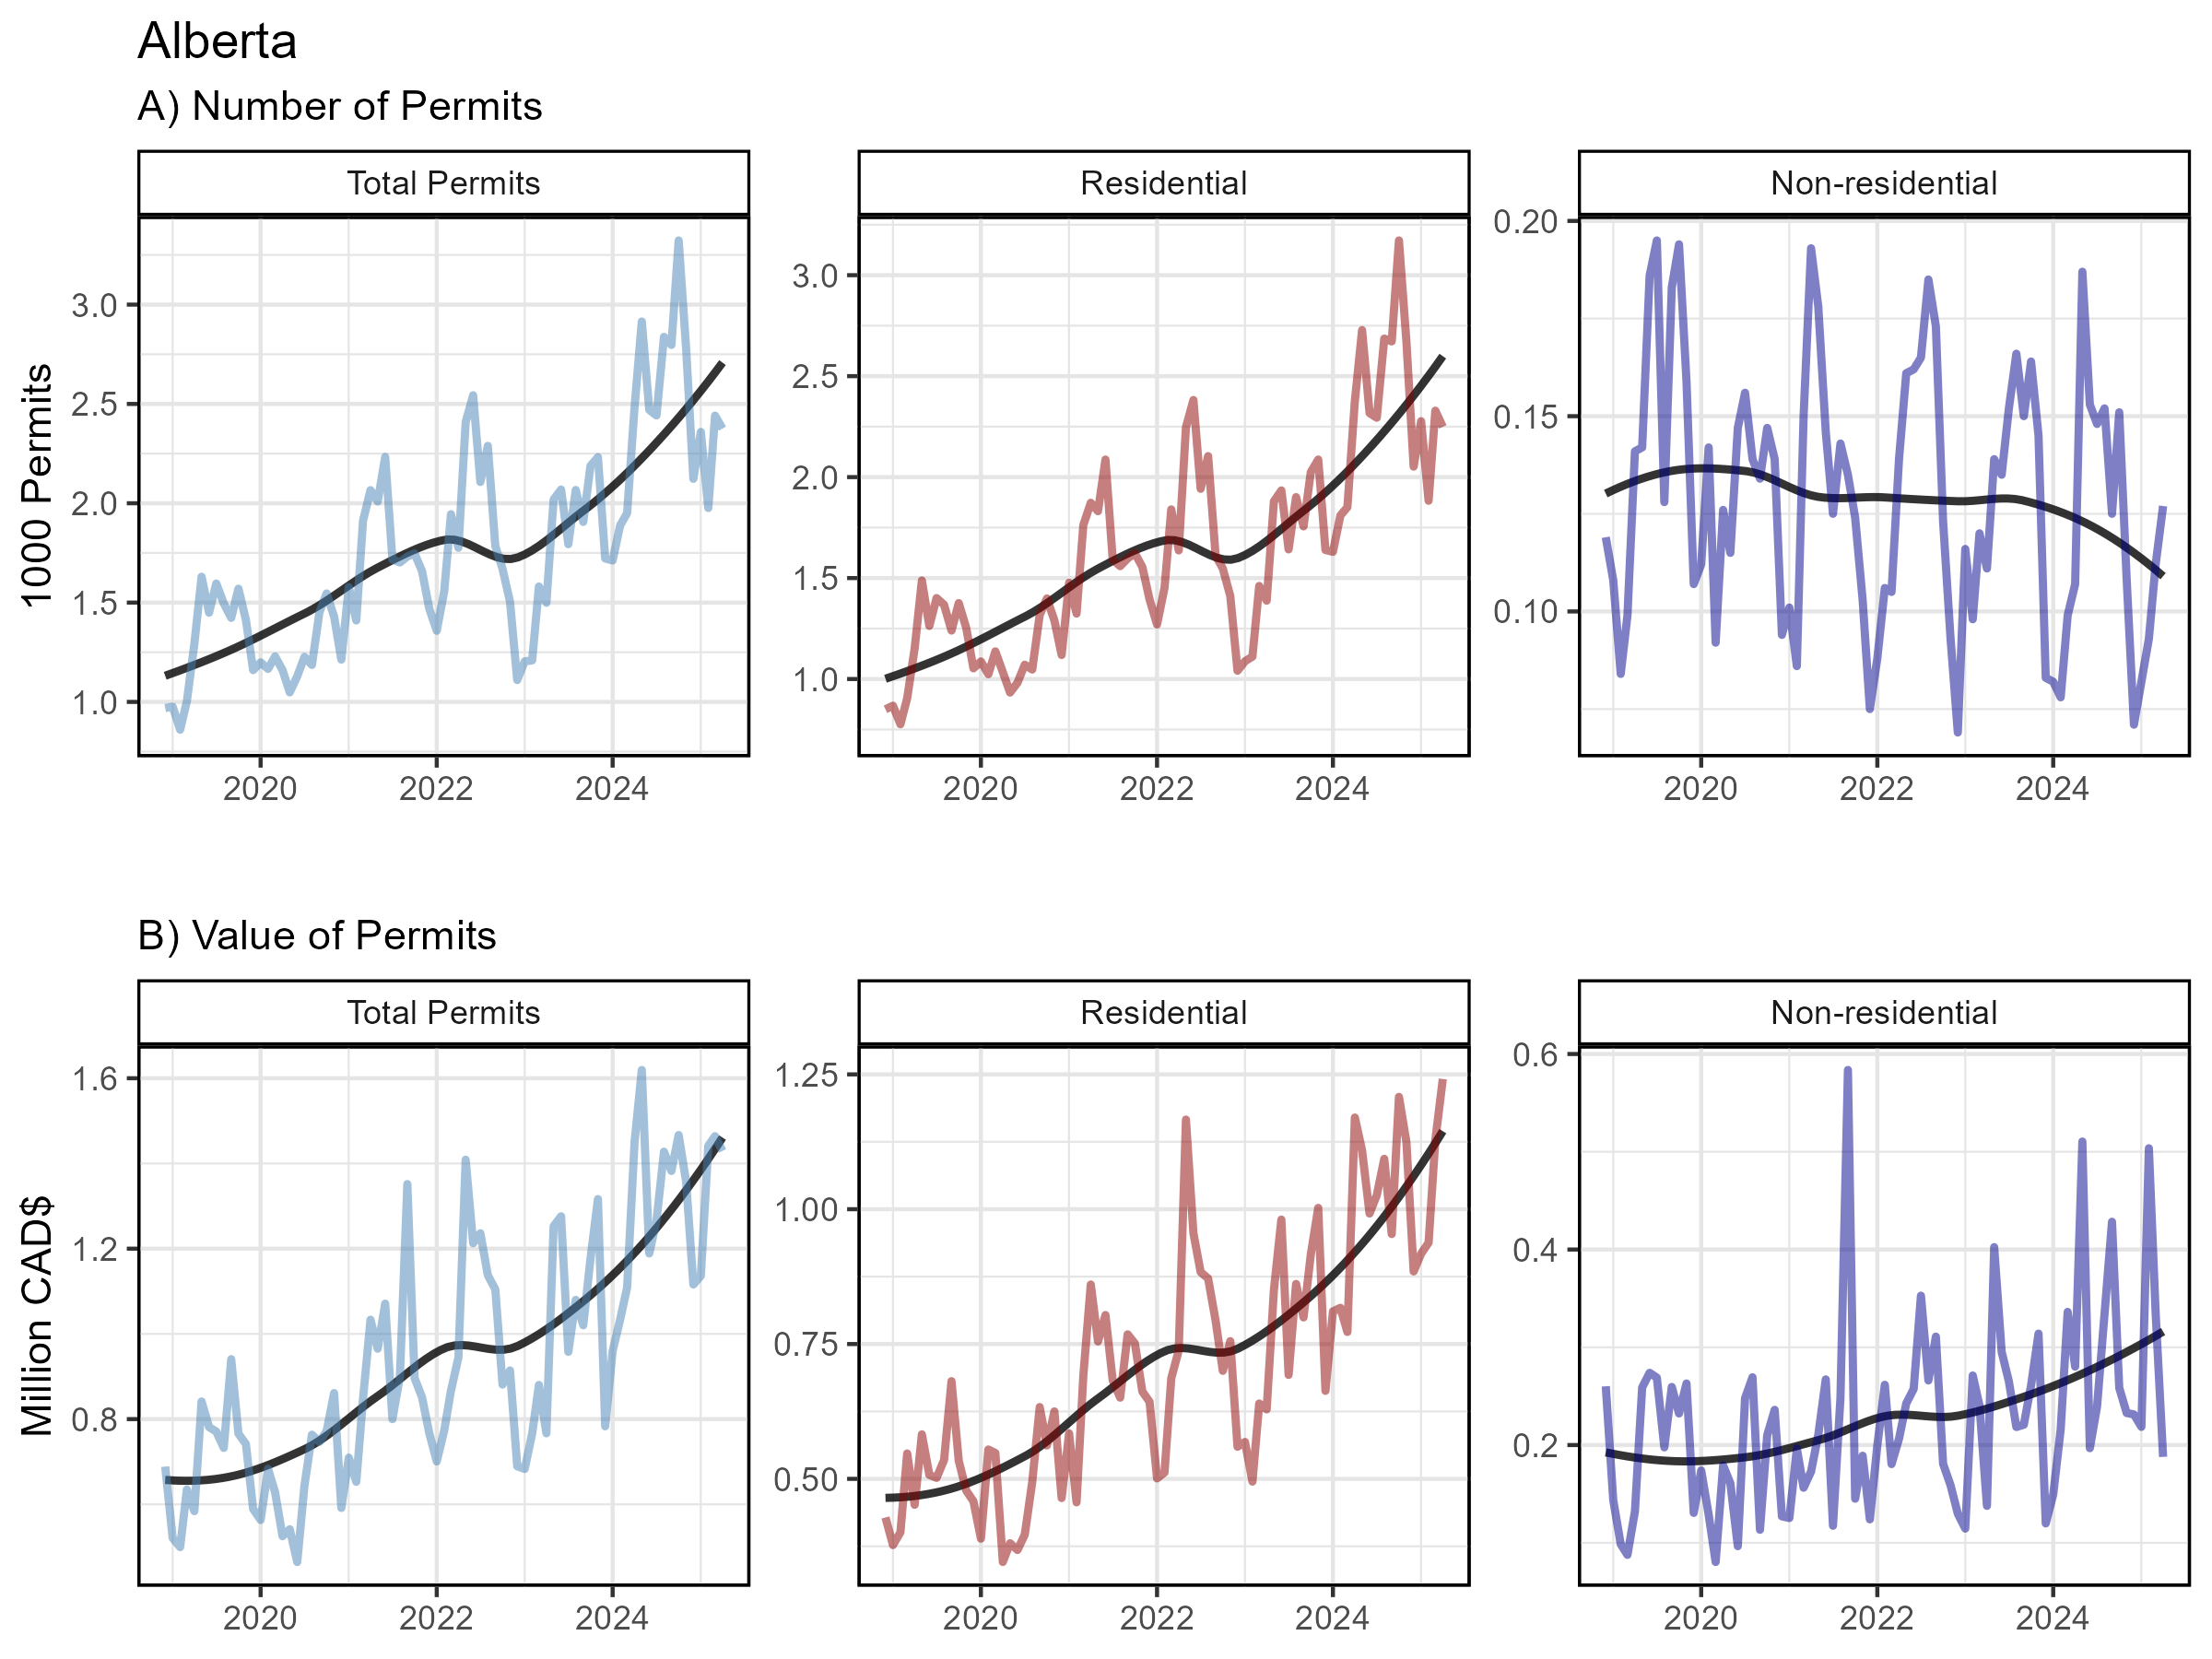 Alberta
A) Number of Permits
Total Permits
Residential
Non-residential
1000 Permits
3.0
2.5
2.0
1.5
1.0
3.0
2.5
2.0
1.5
1.0
0.20
0.15
0.10
2020 2022 2024
2020 2022 2024
2020 2022 2024
B) Value of Permits
Total Permits
Residential
Non-residential
Million CAD$
1.6
1.2
0.8
1.25
1.00
0.75
0.50
0.6
0.4
0.2
2020 2022 2024
2020 2022 2024
2020 2022 2024